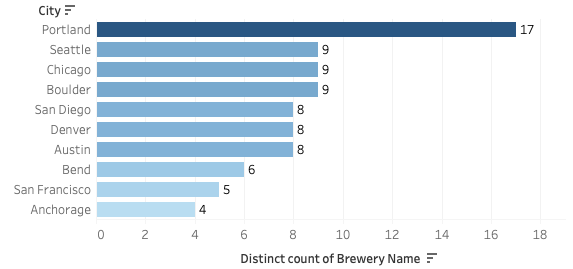 City
Portland 17
Seattle 9
Chicago 9
Boulder 9
San Diego 8
Denver 8
Austin 8
Bend 6
San Francisco 5
Anchorage 4
0 2 4 6 8 10 12 14 16 18
Distinct count of Brewery Name